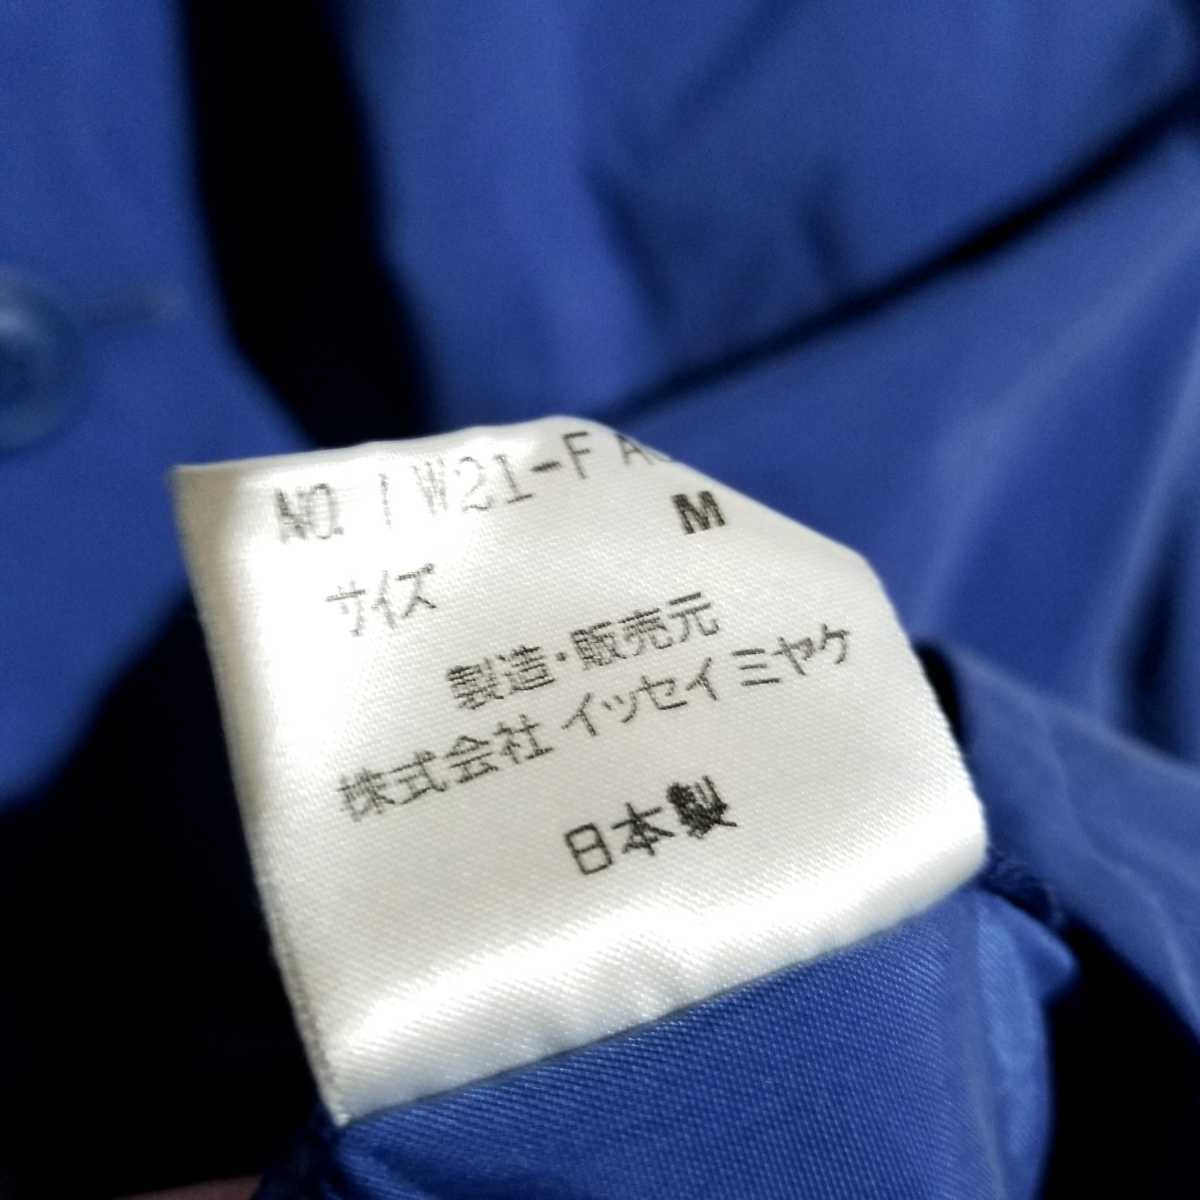 NO. IW21-F
M
サイズ
製造・販売元
株式会社 イッセイ ミヤケ
日本製